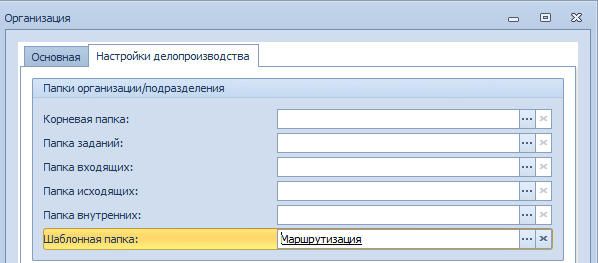 Организация
Основная
Настройки делопроизводства
Папки организации/подразделения
Корневая папка:
Папка заданий:
Папка входящих:
Папка исходящих:
Папка внутренних:
Шаблонная папка: Маршрутизация